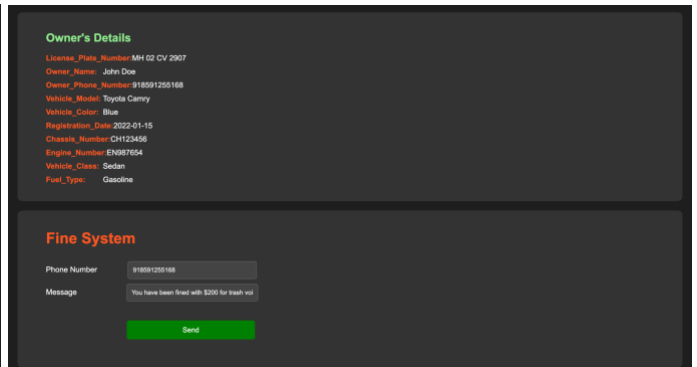 Owner's Details
License_Plate_Number:MH 02 CV 2907
Owner_Name: John Doe
Owner_Phone_Number:918591255168
Vehicle_Model: Toyota Camry
Vehicle_Color: Blue
Registration_Date:2022-01-15
Chassis_Number:CH123456
Engine_Number:EN987654
Vehicle_Class: Sedan
Fuel_Type: Gasoline
Fine System
Phone Number 918591255168
Message You have been fined with $200 for trash voi
Send